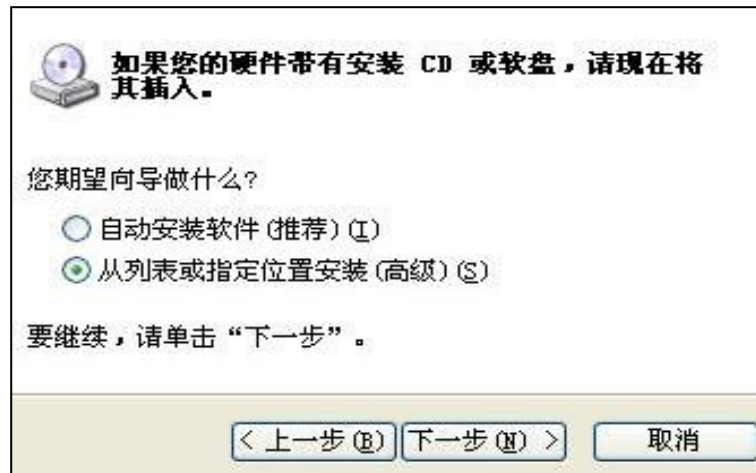 如果您的硬件带有安装 CD 或软盘，请现在将
其插入。
您期望向导做什么?
自动安装软件(推荐)(I)
从列表或指定位置安装(高级)(S)
要继续，请单击“下一步”。
< 上一步(B) 下一步(N) > 取消